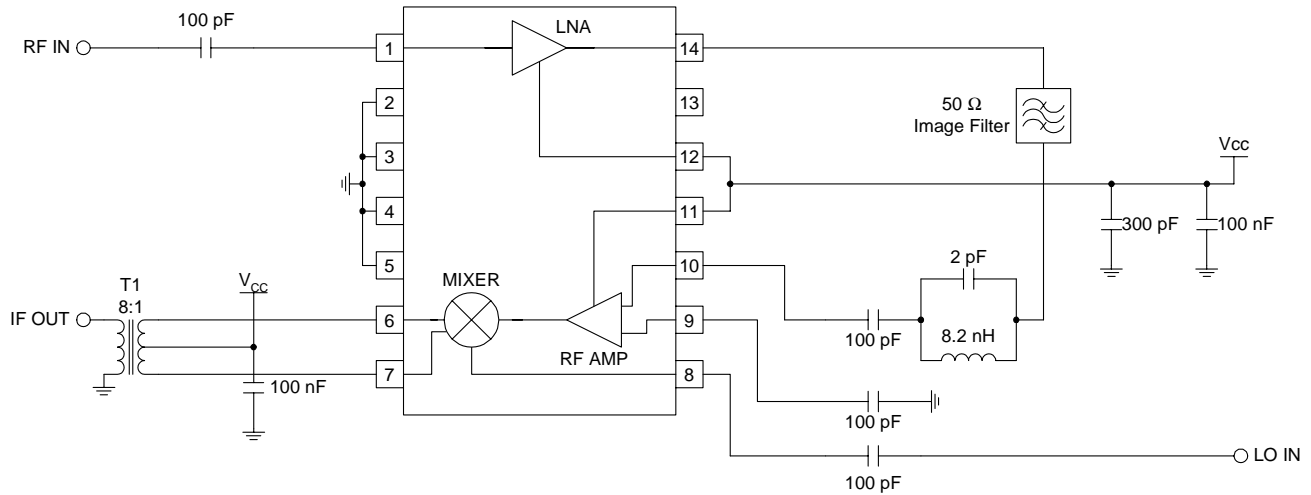 100 pF
RF IN
1
LNA
14
2
13
50 Ω
Image Filter
3
12
Vcc
4
11
300 pF
100 nF
5
10
2 pF
T1
8:1
VCC
MIXER
IF OUT
6
9
100 pF
8.2 nH
RF AMP
7
8
100 nF
100 pF
LO IN
100 pF